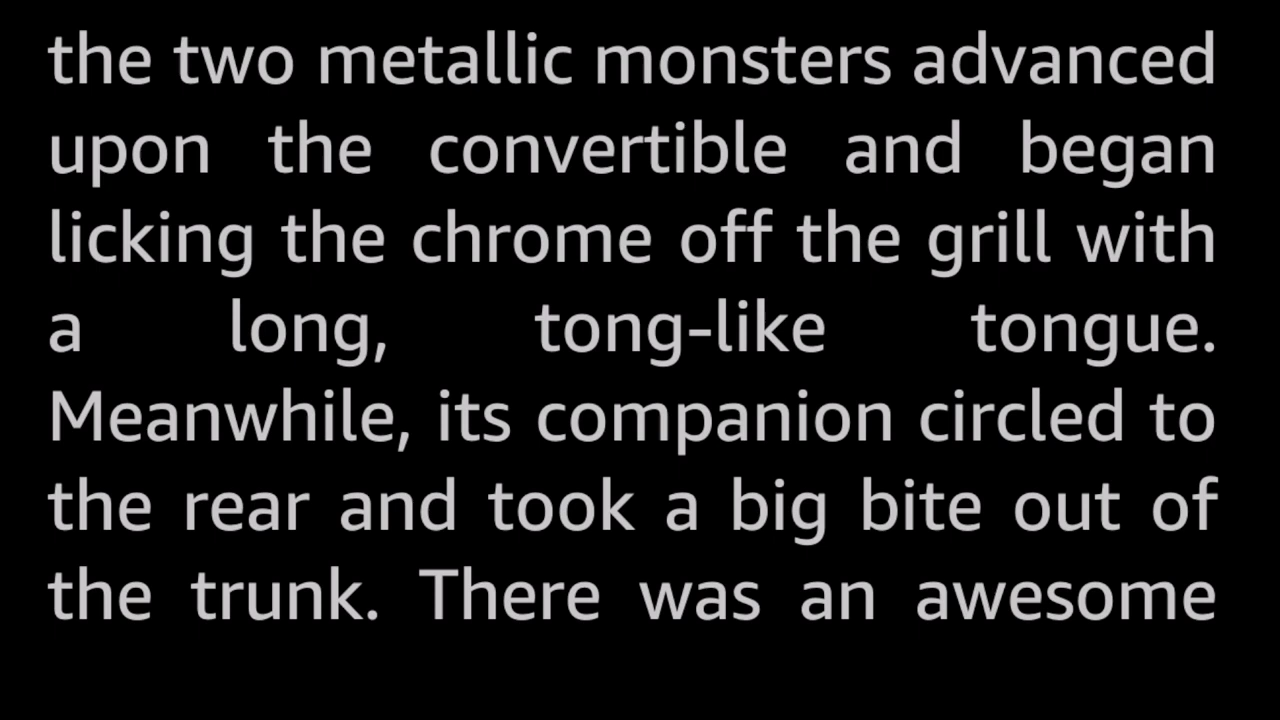 the two metallic monsters advanced
upon the convertible and began
licking the chrome off the grill with
a long, tong-like tongue.
Meanwhile, its companion circled to
the rear and took a big bite out of
the trunk. There was an awesome